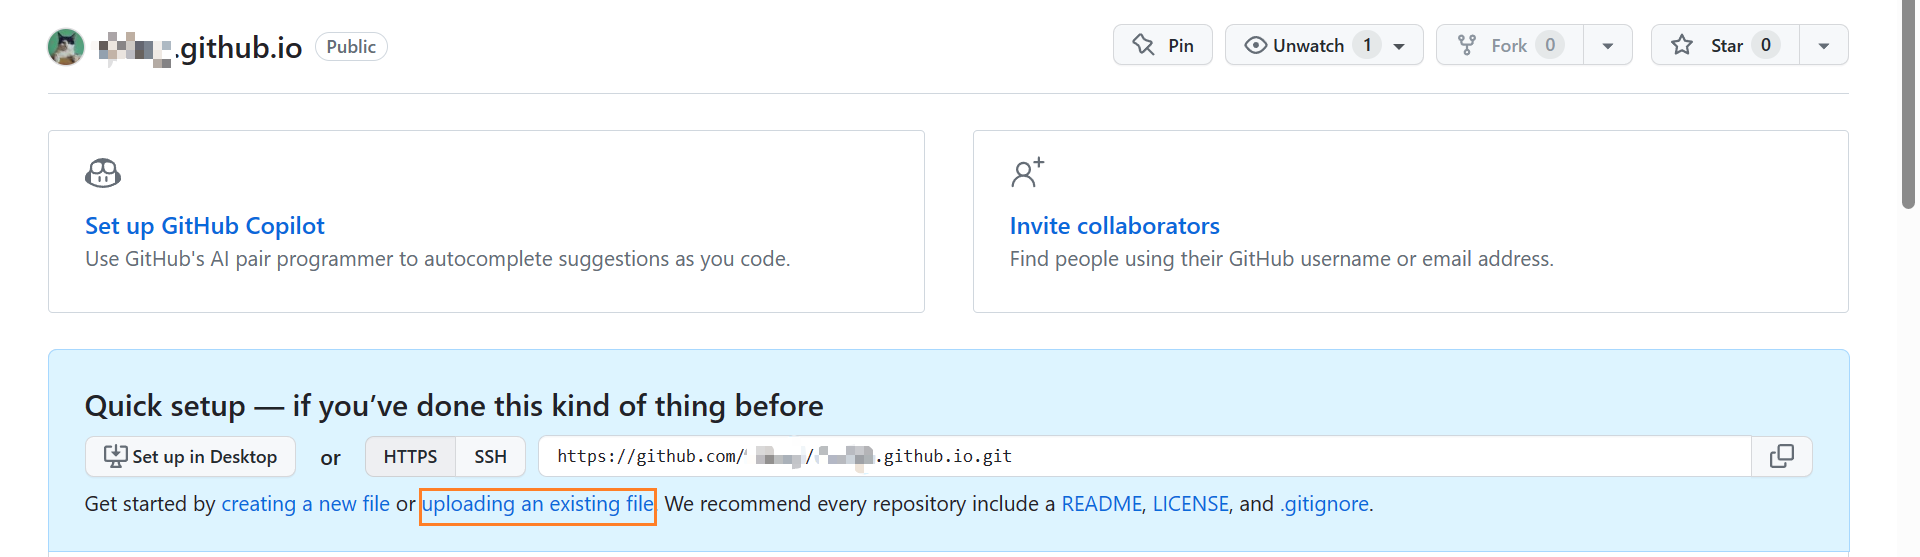 .github.io Public Pin Unwatch 1 Fork 0 Star 0
Set up GitHub Copilot
Use GitHub's AI pair programmer to autocomplete suggestions as you code.
Invite collaborators
Find people using their GitHub username or email address.
Quick setup — if you’ve done this kind of thing before
Set up in Desktop or HTTPS SSH https://github.com/ / .github.io.git
Get started by creating a new file or uploading an existing file. We recommend every repository include a README, LICENSE, and .gitignore.